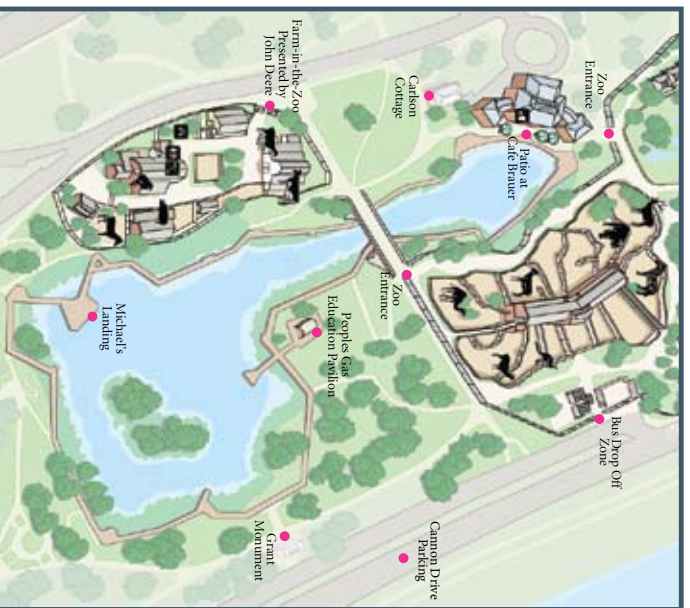 Zoo
Entrance
Patio at
Cafe Brauer
Carlson
Cottage
Farm-in-the-Zoo
Presented by
John Deere
Zoo
Entrance
Bus Drop Off
Zone
Peoples Gas
Education Pavilion
Michael's
Landing
Cannon Drive
Parking
Grant
Monument